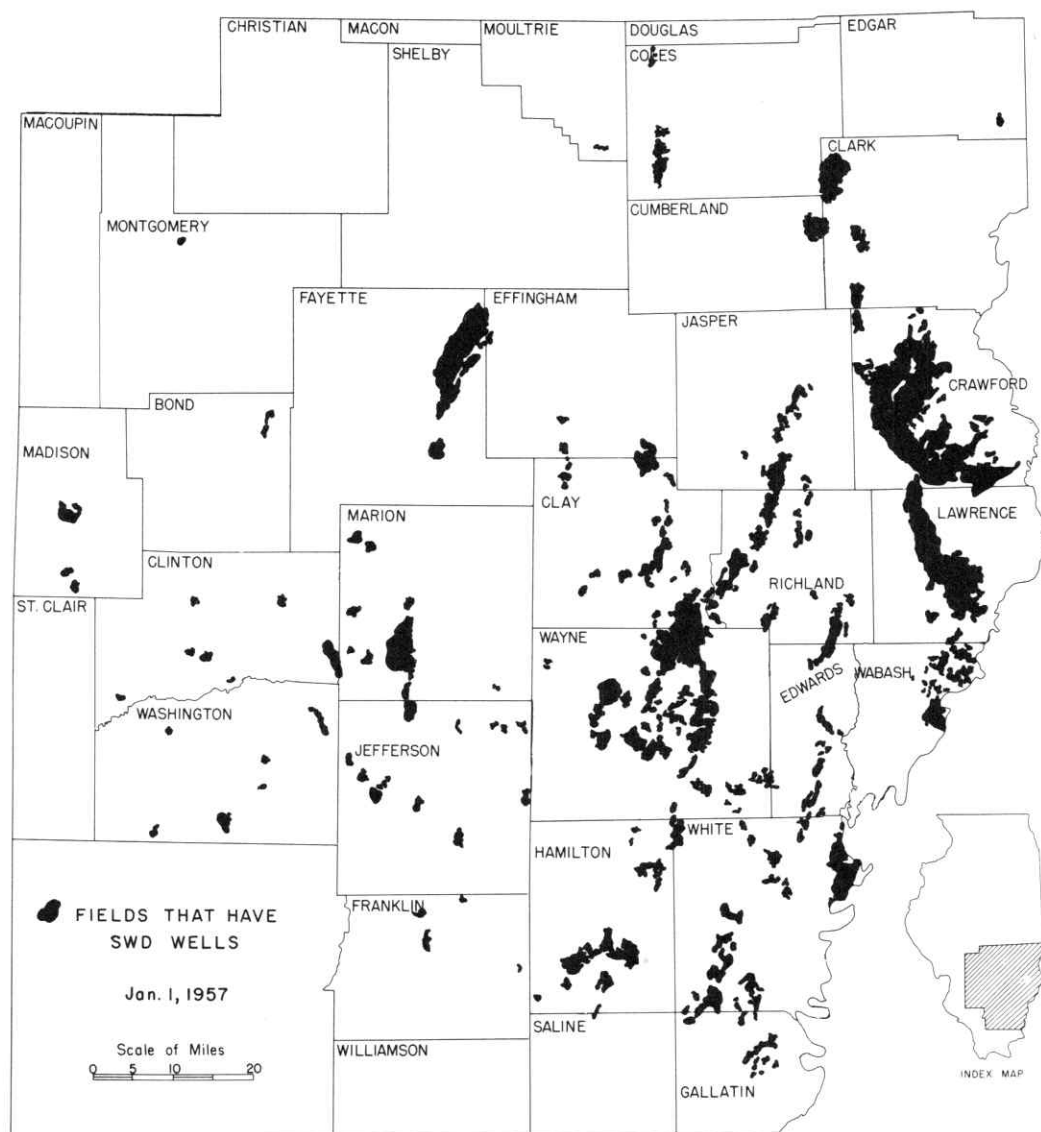 CHRISTIAN
MACON
MOULTRIE
DOUGLAS
EDGAR
SHELBY
COLES
MACOUPIN
CLARK
CUMBERLAND
MONTGOMERY
FAYETTE
EFFINGHAM
JASPER
CRAWFORD
BOND
MADISON
CLAY
MARION
LAWRENCE
CLINTON
RICHLAND
ST. CLAIR
WAYNE
EDWARDS
WABASH
WASHINGTON
JEFFERSON
WHITE
HAMILTON
FRANKLIN
FIELDS THAT HAVE
SWD WELLS
Jan. 1, 1957
SALINE
Scale of Miles
0 5 10 20
WILLIAMSON
GALLATIN
INDEX MAP